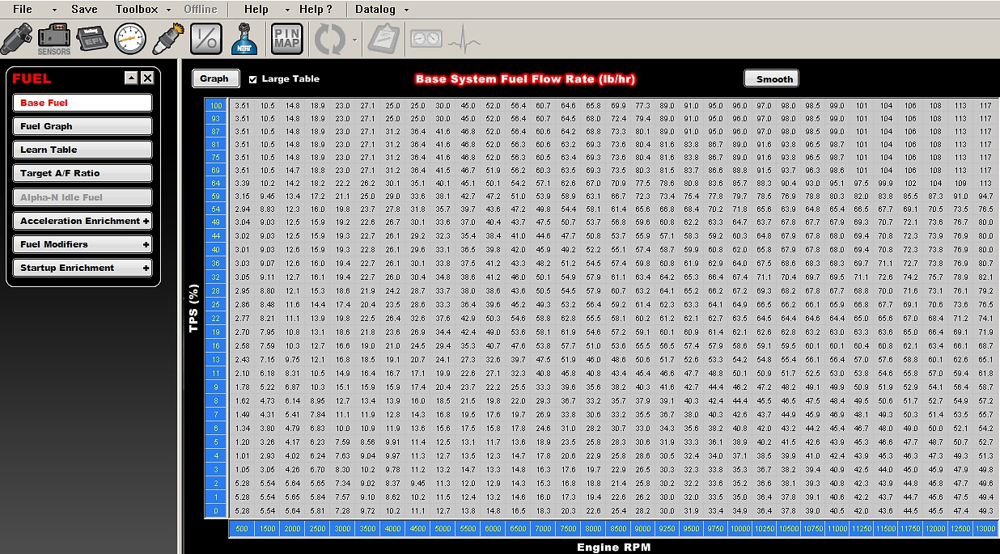 File Save Toolbox Offline Help Help ? Datalog
Holley EFI
SENSORS
I/O
NOS
PIN MAP
FUEL
Base Fuel
Fuel Graph
Learn Table
Target A/F Ratio
Alpha-N Idle Fuel
Acceleration Enrichment +
Fuel Modifiers +
Startup Enrichment +
Graph Large Table Base System Fuel Flow Rate (lb/hr) Smooth
TPS (%)
100 3.51 10.5 14.8 18.9 23.0 27.1 25.0 25.0 30.0 45.0 52.0 56.4 60.7 64.6 65.8 69.9 77.3 89.0 91.0 95.0 96.0 97.0 98.0 98.5 99.0 101 104 106 108 113 117
93 3.51 10.5 14.8 18.9 23.0 27.1 25.0 25.0 30.0 45.0 52.0 56.4 60.7 64.5 68.0 72.4 79.4 89.0 91.0 95.0 96.0 97.0 98.0 98.5 99.0 101 104 106 108 113 117
87 3.51 10.5 14.8 18.9 23.0 27.1 31.2 36.4 41.6 46.8 52.0 56.4 60.6 64.2 68.8 73.3 80.1 89.0 91.0 95.0 96.0 97.0 98.0 98.5 99.0 101 104 106 108 113 117
81 3.51 10.5 14.8 18.9 23.0 27.1 31.2 36.4 41.6 46.8 52.0 56.3 60.6 63.2 69.3 73.6 80.4 81.6 83.8 86.7 89.0 91.6 93.8 96.5 98.7 101 104 106 108 113 117
75 3.51 10.5 14.8 18.9 23.0 27.1 31.2 36.4 41.6 46.8 52.0 56.3 60.5 63.4 69.3 73.6 80.4 81.6 83.8 86.7 89.0 91.6 93.8 96.5 98.7 101 104 106 108 113 117
69 3.51 10.5 14.7 18.8 23.0 27.1 31.2 36.4 41.5 46.7 51.9 56.2 60.3 63.5 69.3 73.5 80.3 81.5 83.7 86.6 88.8 91.5 93.7 96.3 98.6 101 104 106 108 113 117
64 3.39 10.2 14.2 18.2 22.2 26.2 30.1 35.1 40.1 45.1 50.1 54.2 57.1 62.6 67.0 70.9 77.5 78.6 80.8 83.6 85.7 88.3 90.4 93.0 95.1 97.5 99.9 102 104 109 113
59 3.15 9.45 13.4 17.2 21.1 25.0 29.0 33.6 38.1 42.7 47.2 51.0 53.9 58.9 63.1 66.7 72.3 73.4 75.4 77.8 79.7 78.5 76.9 78.8 80.3 82.0 83.8 85.5 87.3 91.0 94.7
54 2.94 8.83 12.3 16.0 19.8 23.7 27.8 31.8 35.7 39.7 43.6 47.2 49.8 54.4 58.1 61.4 65.6 66.8 68.4 70.2 71.8 65.6 63.9 64.8 65.4 66.5 67.7 69.1 70.5 73.5 76.5
49 3.04 9.03 12.5 15.9 19.2 22.6 26.7 30.1 33.6 37.0 40.4 43.7 47.5 50.7 53.7 56.8 59.6 60.8 62.2 63.3 64.7 63.7 67.8 67.7 67.9 69.3 70.7 72.1 73.6 76.7 80.0
44 3.02 9.03 12.5 15.9 19.3 22.7 26.1 29.2 32.3 35.4 38.4 41.0 44.6 47.7 50.8 53.7 55.9 57.1 58.3 59.2 60.3 64.8 67.9 67.8 68.0 69.4 70.8 72.3 73.9 76.9 80.0
40 3.01 9.03 12.6 15.9 19.3 22.8 26.1 29.6 33.1 36.5 39.8 42.0 45.9 49.2 52.2 55.1 57.4 58.7 59.9 60.8 62.0 65.8 67.9 67.8 68.0 69.4 70.8 72.3 73.8 76.9 80.0
36 3.03 9.07 12.6 16.0 19.4 22.7 26.1 30.1 33.8 37.5 41.2 43.3 48.2 51.2 54.5 57.4 59.8 60.8 61.9 62.9 64.0 67.5 68.6 68.3 68.3 69.7 71.1 72.7 73.8 76.9 80.7
32 3.05 9.11 12.7 16.1 19.4 22.7 26.0 30.4 34.8 38.6 41.2 46.0 50.1 54.9 57.9 61.1 63.4 64.2 65.3 66.4 67.4 71.1 70.4 69.7 69.5 71.1 72.6 74.2 75.7 78.9 82.1
28 2.95 8.80 12.1 15.3 18.6 21.9 24.2 28.7 33.7 38.0 38.6 43.6 50.5 54.5 57.9 60.7 63.2 64.1 65.2 66.2 67.2 69.3 68.2 67.8 67.7 68.8 70.0 71.6 73.1 76.1 79.2
25 2.86 8.48 11.6 14.4 17.4 20.4 23.5 28.6 33.3 36.4 39.6 45.2 49.3 53.2 56.4 59.2 61.4 62.3 63.3 64.1 64.9 66.5 66.2 66.1 65.9 66.8 67.7 69.1 70.6 73.6 76.5
22 2.77 8.21 11.1 13.9 19.8 22.5 26.4 32.6 37.6 42.9 50.3 54.6 58.8 62.8 55.5 58.1 60.2 61.2 62.1 62.7 63.5 64.5 64.4 64.6 64.4 65.0 65.6 67.0 68.4 71.2 74.1
19 2.70 7.95 10.8 13.1 18.6 21.8 23.6 26.9 34.4 42.4 49.0 53.6 58.1 61.9 54.6 57.2 59.1 60.1 60.9 61.4 62.1 62.6 62.8 63.2 63.0 63.3 63.6 65.0 66.4 69.1 71.9
16 2.58 7.59 10.3 12.7 16.6 19.0 21.0 24.5 29.4 35.3 40.7 47.6 53.8 57.7 51.0 53.6 55.5 56.5 57.4 57.9 58.6 59.1 59.5 60.1 60.1 60.4 60.8 62.1 63.4 66.1 68.7
13 2.43 7.15 9.75 12.1 16.8 18.5 19.1 20.7 24.1 27.3 32.6 39.7 47.5 51.9 46.0 48.6 50.6 51.7 52.6 53.3 54.2 54.8 55.4 56.1 56.4 57.0 57.6 58.8 60.1 62.6 65.1
11 2.10 6.18 8.31 10.5 14.9 16.4 16.7 17.1 19.9 22.6 27.1 32.3 40.8 45.8 40.8 43.4 45.4 46.6 47.7 48.8 50.1 50.9 51.7 52.5 53.0 53.8 54.6 55.8 57.0 59.4 61.8
9 1.78 5.22 6.87 10.3 15.1 15.9 15.9 17.4 20.4 23.7 22.2 25.5 33.3 39.6 35.6 38.2 40.3 41.6 42.7 44.4 46.2 47.2 48.2 49.1 49.9 50.9 51.9 52.9 54.1 56.4 58.7
8 1.62 4.73 6.14 8.95 12.7 13.4 13.9 16.0 18.5 21.5 19.8 22.0 29.3 36.7 33.2 35.7 37.9 39.1 40.3 42.4 44.4 45.5 46.5 47.5 48.4 49.5 50.6 51.7 52.7 54.9 57.2
7 1.49 4.31 5.41 7.84 11.1 11.9 12.8 14.3 16.8 19.5 17.6 19.7 26.9 33.8 30.6 33.2 35.5 36.7 38.0 40.3 42.6 43.7 44.9 45.9 46.9 48.1 49.3 50.3 51.4 53.5 55.7
6 1.34 3.80 4.79 6.83 10.0 10.9 11.9 13.6 15.6 17.5 15.8 17.8 24.6 31.0 28.2 30.7 33.0 34.3 35.6 38.2 40.8 42.0 43.2 44.2 45.4 46.7 48.0 49.0 50.0 52.1 54.2
5 1.20 3.26 4.17 6.23 7.59 8.56 9.91 11.4 12.5 13.1 11.7 13.6 18.9 23.5 25.8 28.3 30.6 31.9 33.3 36.1 38.9 40.2 41.5 42.6 43.9 45.3 46.6 47.7 48.7 50.7 52.7
4 1.01 2.93 4.02 6.24 7.63 9.04 9.97 11.3 12.7 13.5 12.3 14.7 17.8 20.6 22.9 25.8 28.6 30.5 32.4 34.0 37.1 38.5 39.9 41.0 42.4 43.9 45.3 46.3 47.3 49.3 51.3
3 1.05 3.05 4.26 6.70 8.30 10.2 9.78 11.2 13.2 14.7 13.3 14.8 16.3 17.6 19.7 22.9 26.5 30.3 32.3 33.8 35.3 36.7 38.2 39.4 40.9 42.5 44.0 45.0 45.9 47.9 49.8
2 5.28 5.54 5.64 5.65 7.34 9.02 8.37 9.45 11.3 12.0 12.9 14.3 15.3 16.8 18.8 21.4 25.8 30.2 32.2 33.6 35.2 36.6 38.1 39.3 40.8 42.3 43.9 44.8 45.8 47.7 49.6
1 5.28 5.54 5.65 5.84 7.57 9.10 8.62 10.2 11.5 12.4 13.2 14.6 16.0 17.3 19.4 22.6 26.2 30.0 32.0 33.5 35.0 36.4 37.8 39.1 40.6 42.2 43.7 44.7 45.6 47.5 49.4
0 5.28 5.54 5.64 5.81 7.28 9.72 10.2 11.1 12.7 13.8 14.8 16.5 18.3 20.3 22.6 25.4 28.2 30.0 31.9 33.4 34.9 36.4 37.8 39.0 40.5 42.0 43.6 44.5 45.5 47.4 49.3
500 1500 2000 2500 3000 3500 4000 4500 5000 5500 6000 6500 7000 7500 8000 8500 9000 9250 9500 9750 10000 10250 10500 10750 11000 11250 11500 11750 12000 12500 13000
Engine RPM